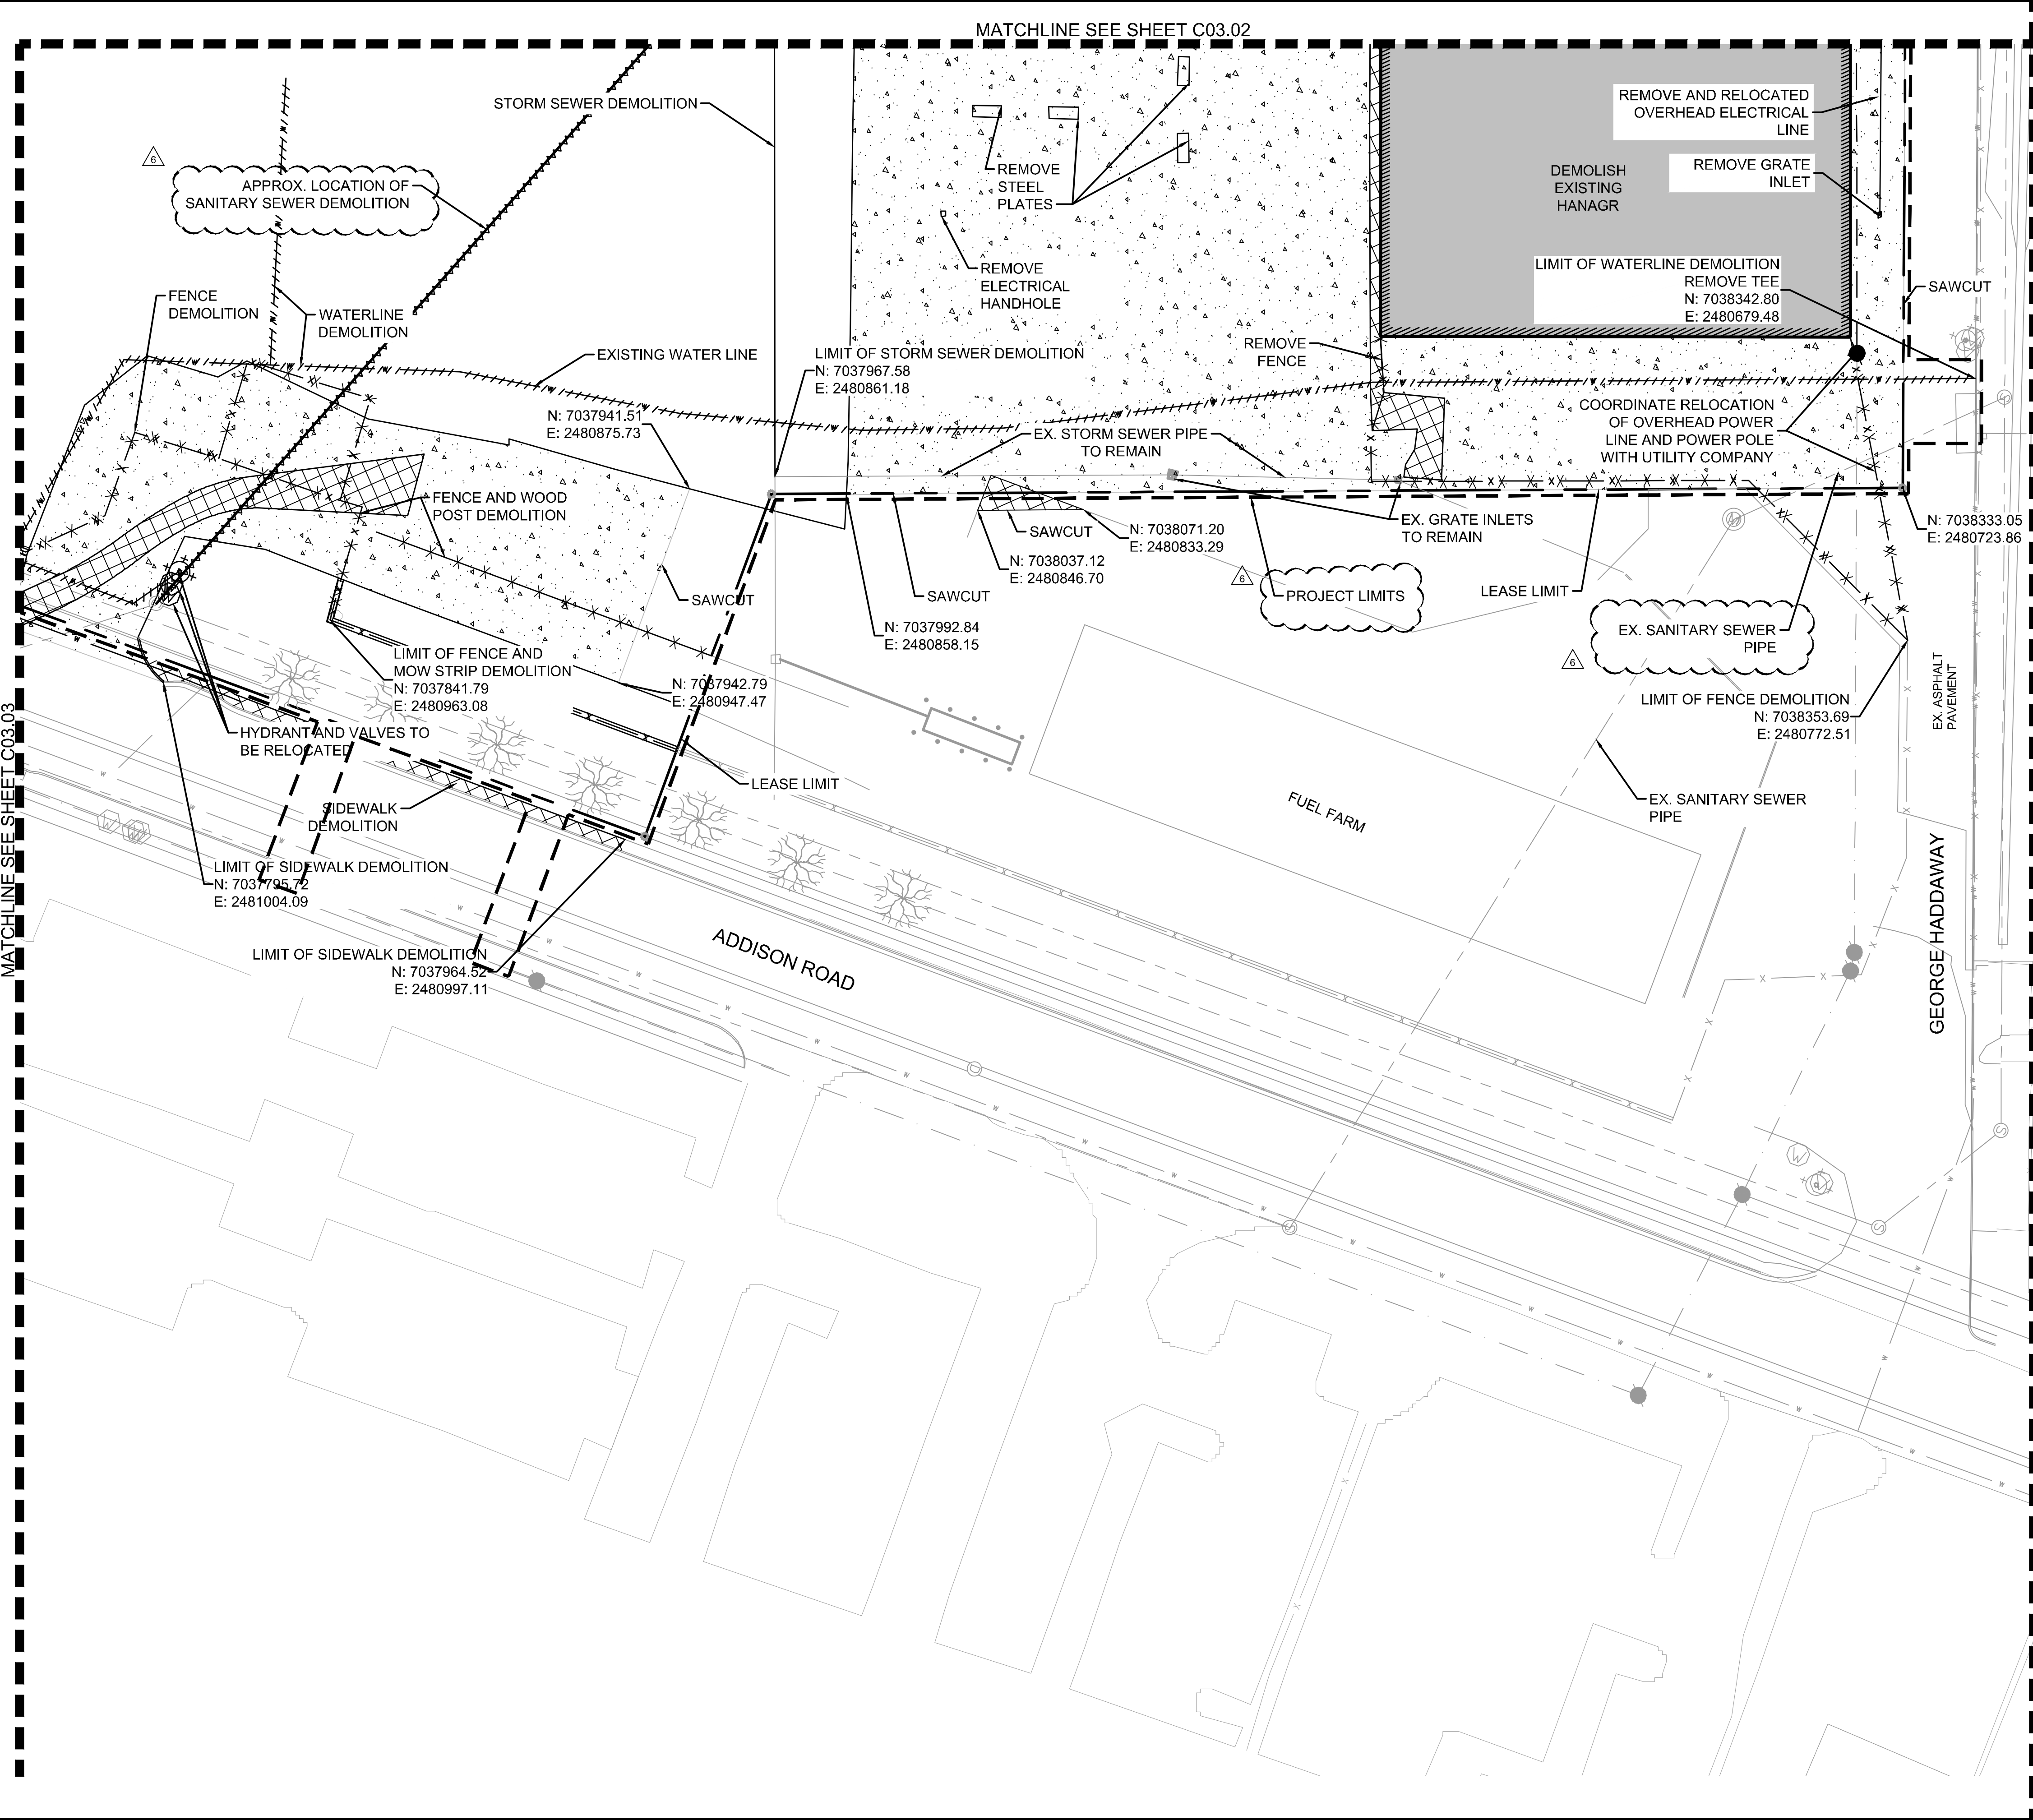 MATCHLINE SEE SHEET C03.02
STORM SEWER DEMOLITION
REMOVE AND RELOCATED
OVERHEAD ELECTRICAL
LINE
6
APPROX. LOCATION OF
SANITARY SEWER DEMOLITION
REMOVE
STEEL
PLATES
DEMOLISH
EXISTING
HANAGR
REMOVE GRATE
INLET
REMOVE
ELECTRICAL
HANDHOLE
LIMIT OF WATERLINE DEMOLITION
REMOVE TEE
N: 7038342.80
E: 2480679.48
SAWCUT
FENCE
DEMOLITION
WATERLINE
DEMOLITION
EXISTING WATER LINE
LIMIT OF STORM SEWER DEMOLITION
N: 7037967.58
E: 2480861.18
REMOVE
FENCE
N: 7037941.51
E: 2480875.73
EX. STORM SEWER PIPE
TO REMAIN
COORDINATE RELOCATION
OF OVERHEAD POWER
LINE AND POWER POLE
WITH UTILITY COMPANY
FENCE AND WOOD
POST DEMOLITION
SAWCUT
N: 7038071.20
E: 2480833.29
EX. GRATE INLETS
TO REMAIN
N: 7038333.05
E: 2480723.86
N: 7038037.12
E: 2480846.70
6
PROJECT LIMITS
LEASE LIMIT
SAWCUT
SAWCUT
N: 7037992.84
E: 2480858.15
EX. SANITARY SEWER
PIPE
6
LIMIT OF FENCE AND
MOW STRIP DEMOLITION
N: 7037841.79
E: 2480963.08
N: 7037942.79
E: 2480947.47
EX. ASPHALT
PAVEMENT
LIMIT OF FENCE DEMOLITION
N: 7038353.69
E: 2480772.51
HYDRANT AND VALVES TO
BE RELOCATED
MATCHLINE SEE SHEET C03.03
LEASE LIMIT
SIDEWALK
DEMOLITION
FUEL FARM
EX. SANITARY SEWER
PIPE
LIMIT OF SIDEWALK DEMOLITION
N: 7037795.72
E: 2481004.09
GEORGE HADDAWAY
ADDISON ROAD
LIMIT OF SIDEWALK DEMOLITION
N: 7037964.52
E: 2480997.11